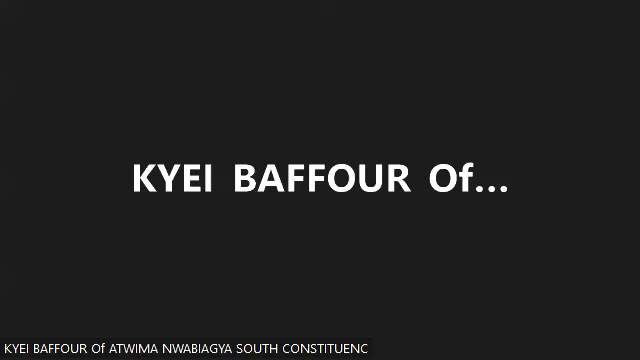 KYEI BAFFOUR Of...
KYEI BAFFOUR Of ATWIMA NWABIAGYA SOUTH CONSTITUENC